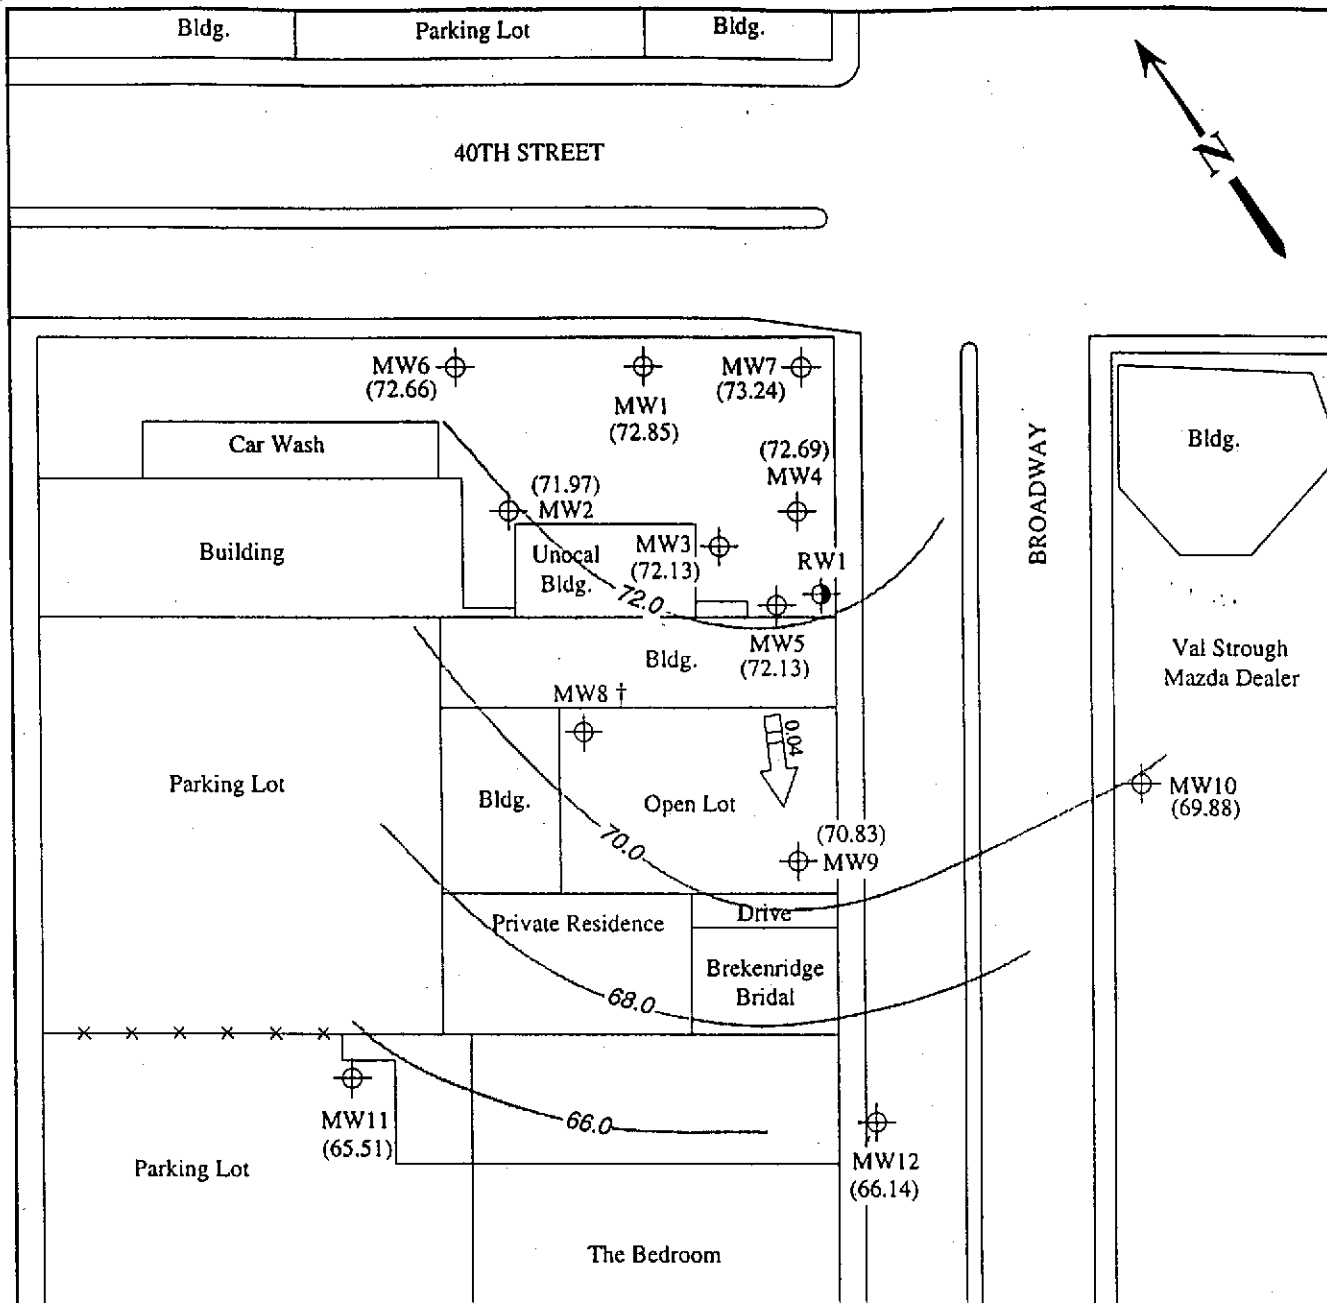 Bldg.
Parking Lot
Bldg.
40TH STREET
N
MW6
(72.66)
MW1
(72.85)
MW7
(73.24)
Car Wash
(72.69)
MW4
Bldg.
(71.97)
MW2
BROADWAY
Building
Unocal
Bldg.
MW3
(72.13)
RW1
72.0
MW5
(72.13)
Bldg.
Val Strough
Mazda Dealer
MW8 †
0.04
Parking Lot
Bldg.
Open Lot
MW10
(69.88)
70.0
(70.83)
MW9
Private Residence
Drive
Brekenridge
Bridal
68.0
MW11
(65.51)
66.0
Parking Lot
MW12
(66.14)
The Bedroom